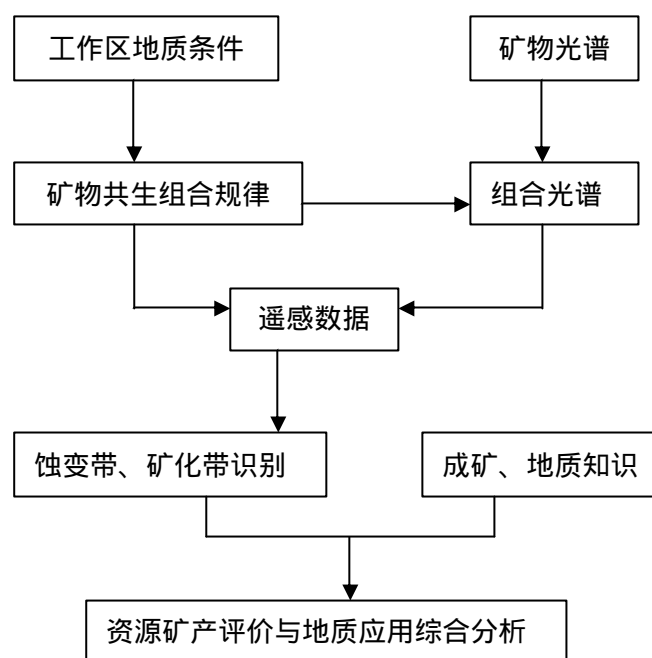 工作区地质条件
矿物光谱
矿物共生组合规律
组合光谱
遥感数据
蚀变带、矿化带识别
成矿、地质知识
资源矿产评价与地质应用综合分析